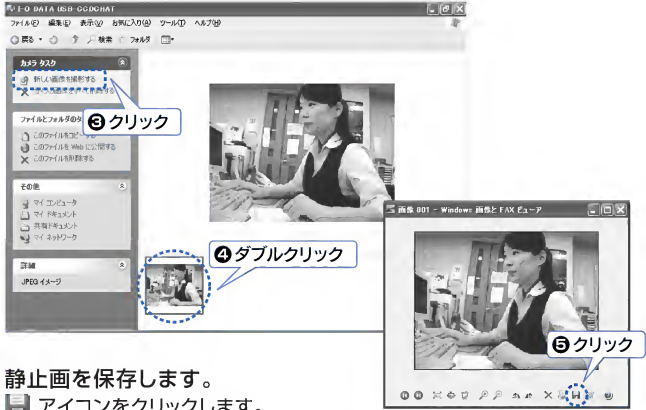 I-O DATA USB-CCDCHAT
ファイル(F) 編集(E) 表示(V) お気に入り(A) ツール(T) ヘルプ(H)
戻る 検索 フォルダ
カメラ タスク
新しい画像を撮影する
❸クリック
ファイルとフォルダのタ
このファイルをコピー
このファイルを Web に公開する
このファイルを削除する
その他
マイ コンピュータ
マイ ドキュメント
共有ドキュメント
マイ ネットワーク
詳細
JPEG イメージ
❹ダブルクリック
画像 001 - Windows 画像と FAX ビューア
❺クリック
静止画を保存します。
アイコンをクリックします。